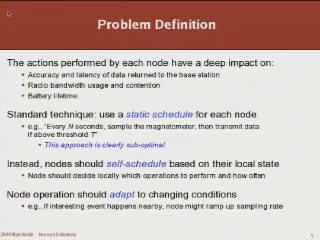 Problem Definition
The actions performed by each node have a deep impact on:
• Accuracy and latency of data returned to the base station
• Radio bandwidth usage and contention
• Battery lifetime
Standard technique: use a static schedule for each node
• e.g., "Every N seconds, sample the magnetometer, then transmit data
if above threshold T"
• This approach is clearly sub-optimal
Instead, nodes should self-schedule based on their local state
• Node should decide locally which operations to perform and how often
Node operation should adapt to changing conditions
• e.g., If interesting event happens nearby, node might ramp up sampling rate
Matt Welsh – Harvard University
5